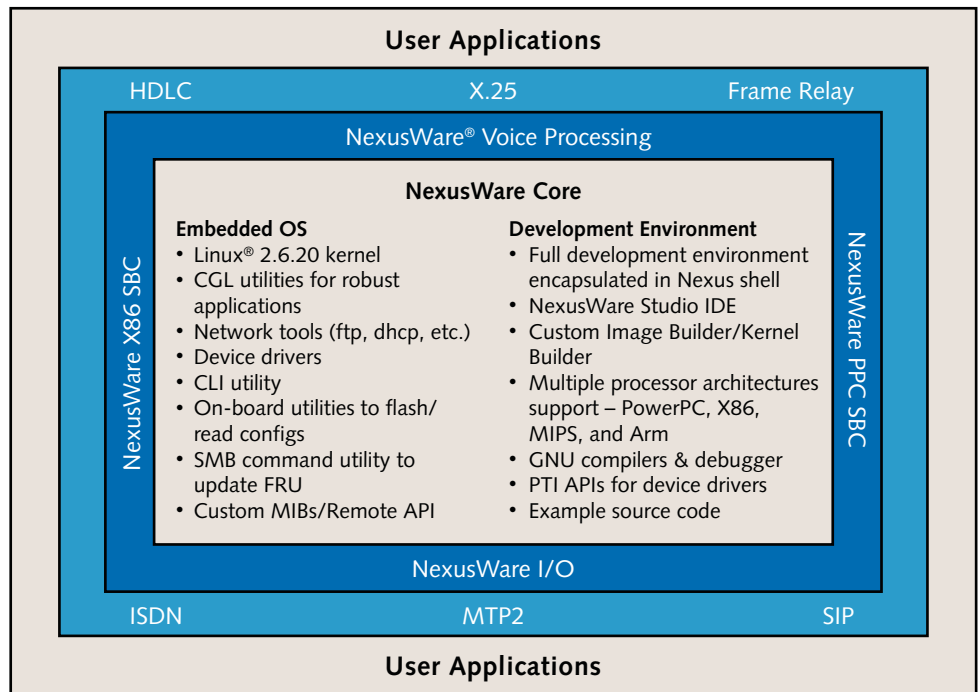 User Applications
HDLC X.25 Frame Relay
NexusWare® Voice Processing
NexusWare X86 SBC
NexusWare Core
Embedded OS
• Linux® 2.6.20 kernel
• CGL utilities for robust
applications
• Network tools (ftp, dhcp, etc.)
• Device drivers
• CLI utility
• On-board utilities to flash/
read configs
• SMB command utility to
update FRU
• Custom MIBs/Remote API
Development Environment
• Full development environment
encapsulated in Nexus shell
• NexusWare Studio IDE
• Custom Image Builder/Kernel
Builder
• Multiple processor architectures
support – PowerPC, X86,
MIPS, and Arm
• GNU compilers & debugger
• PTI APIs for device drivers
• Example source code
NexusWare PPC SBC
NexusWare I/O
ISDN MTP2 SIP
User Applications